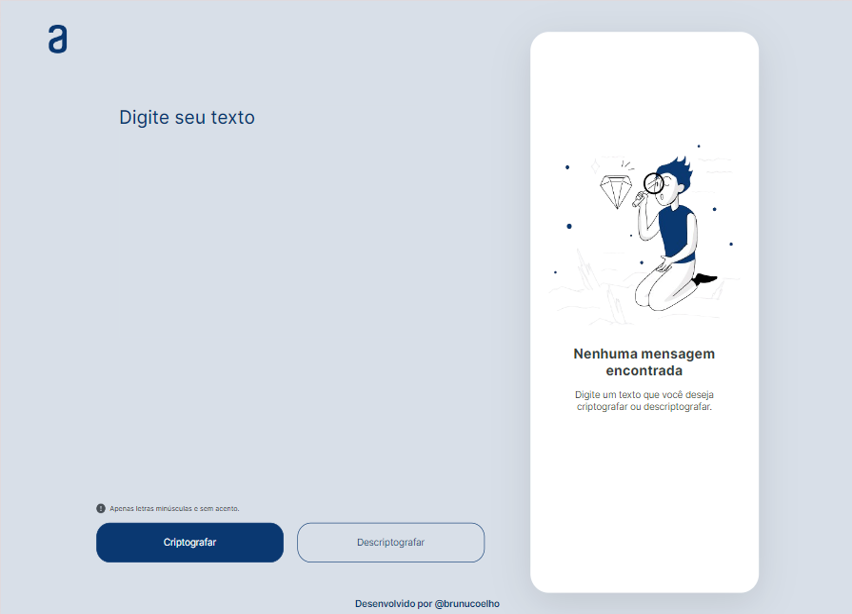 a
Digite seu texto
Nenhuma mensagem
encontrada
Digite um texto que você deseja
criptografar ou descriptografar.
Apenas letras minúsculas e sem acento.
Criptografar
Descriptografar
Desenvolvido por @brunucoelho